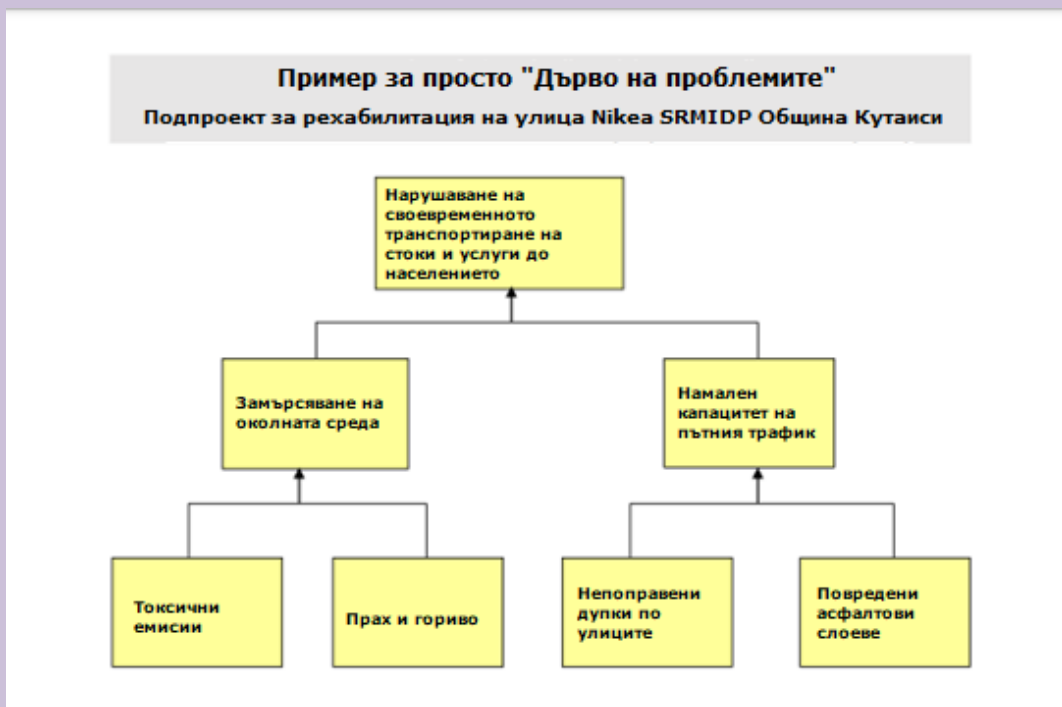 Пример за просто "Дърво на проблемите"
Подпроект за рехабилитация на улица Nikea SRMIDP Община Кутаиси
Нарушаване на
своевременното
транспортиране на
стоки и услуги до
населението
Замърсяване на
околната среда
Намален
капацитет на
пътния трафик
Токсични
емисии
Прах и гориво
Непоправени
дупки по
улиците
Повредени
асфалтови
слоеве